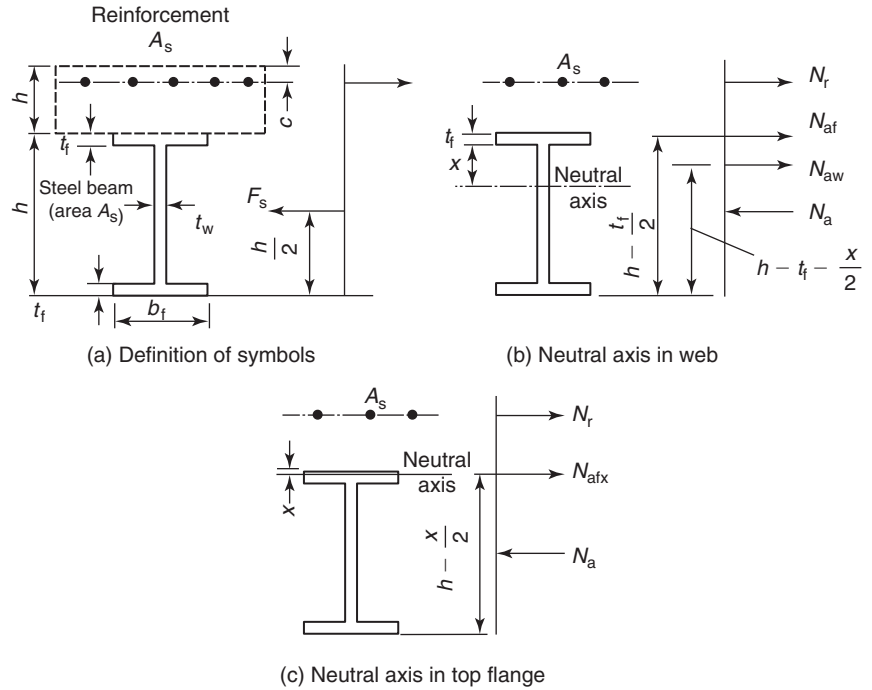 Reinforcement
A_s
h
c
t_f
h
Steel beam
(area A_s)
t_w
F_s
h/2
t_f
b_f
(a) Definition of symbols
A_s
N_r
t_f
N_af
x
Neutral
axis
N_aw
N_a
h − t_f/2
h − t_f − x/2
(b) Neutral axis in web
A_s
N_r
Neutral
axis
N_afx
x
h − x/2
N_a
(c) Neutral axis in top flange